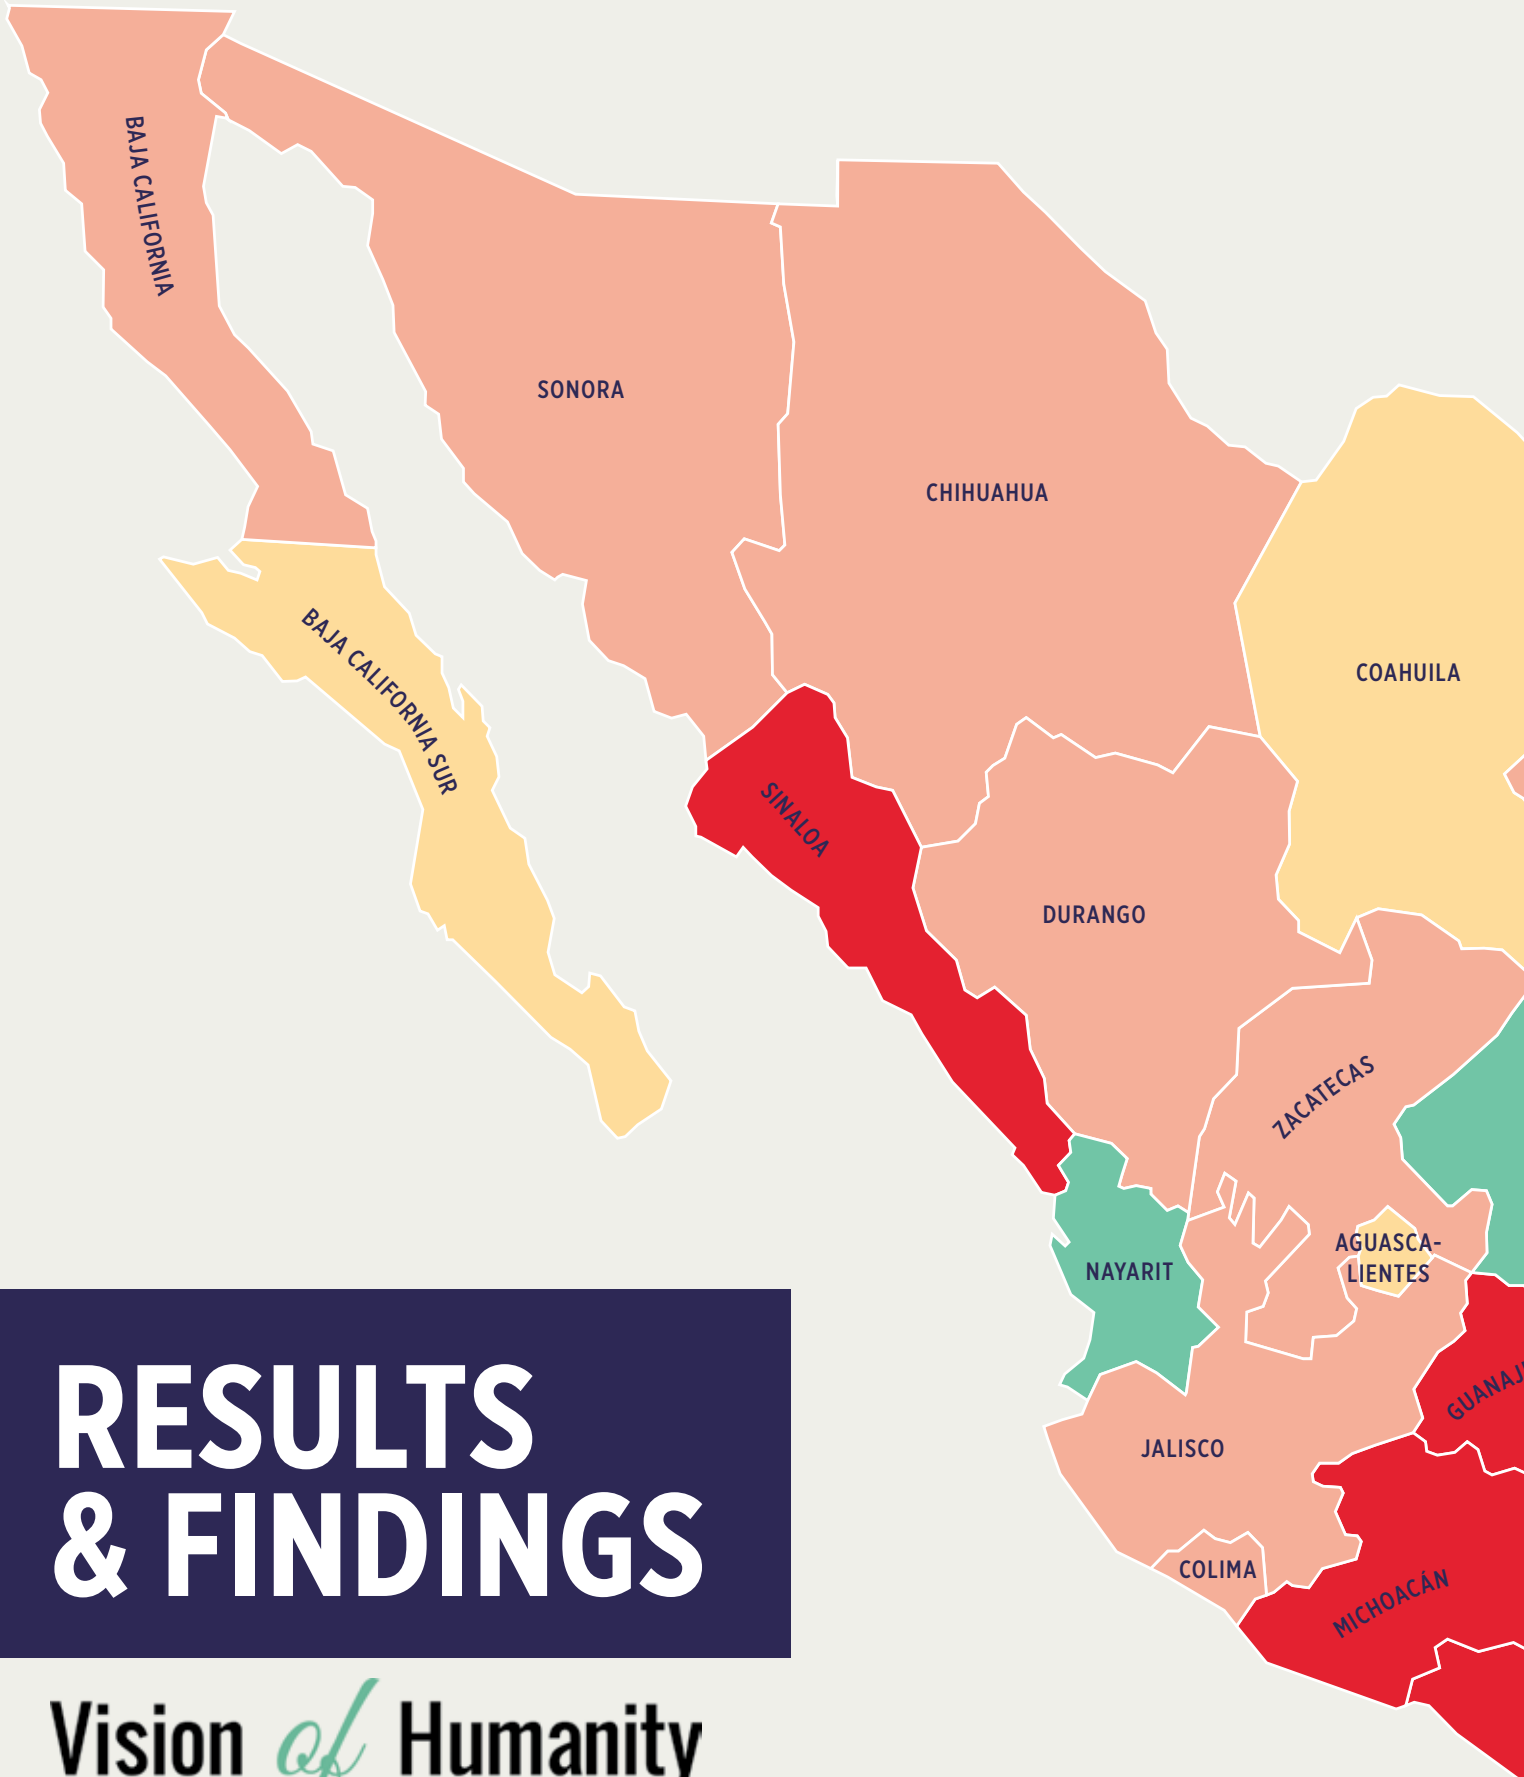 BAJA CALIFORNIA
SONORA
CHIHUAHUA
COAHUILA
BAJA CALIFORNIA SUR
SINALOA
DURANGO
ZACATECAS
AGUASCA-
LIENTES
NAYARIT
GUANAJ
JALISCO
COLIMA
MICHOACÁN
RESULTS
& FINDINGS
Vision of Humanity